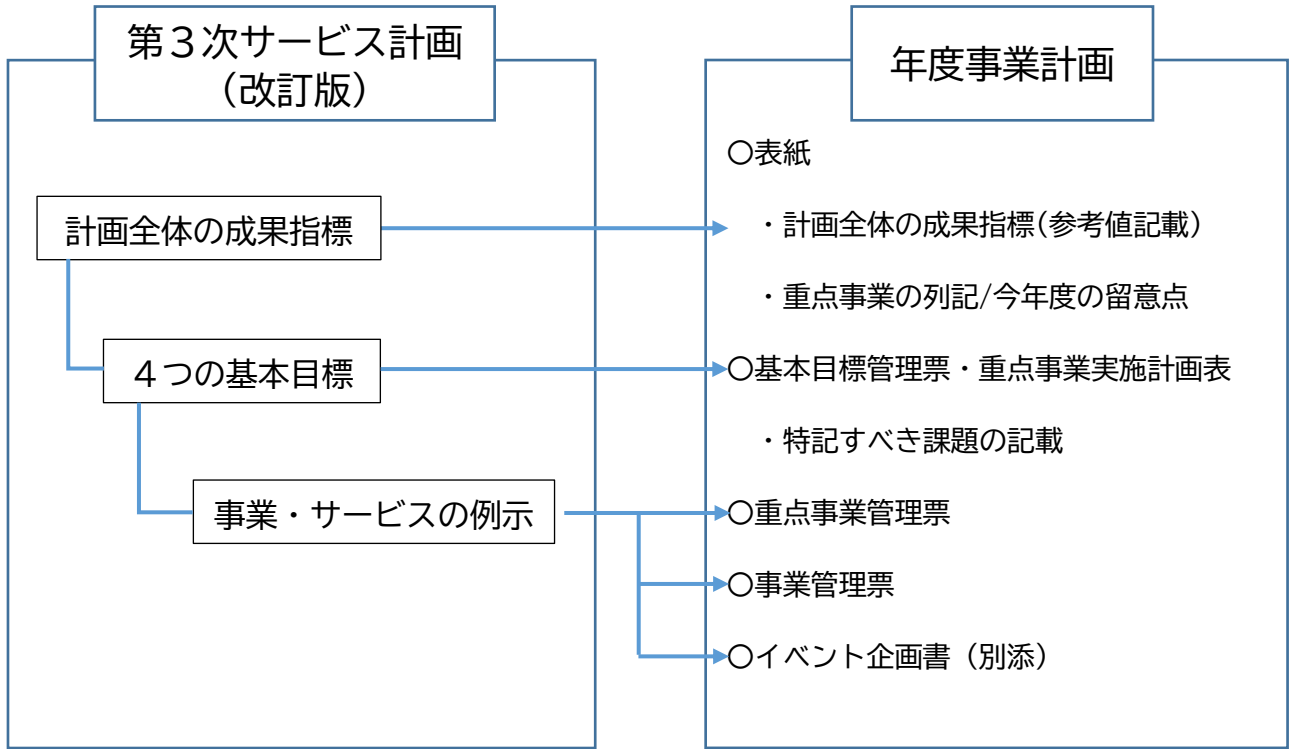 第３次サービス計画
（改訂版）
計画全体の成果指標
４つの基本目標
事業・サービスの例示
年度事業計画
〇表紙
・計画全体の成果指標（参考値記載）
・重点事業の列記/今年度の留意点
〇基本目標管理票・重点事業実施計画表
・特記すべき課題の記載
〇重点事業管理票
〇事業管理票
〇イベント企画書（別添）